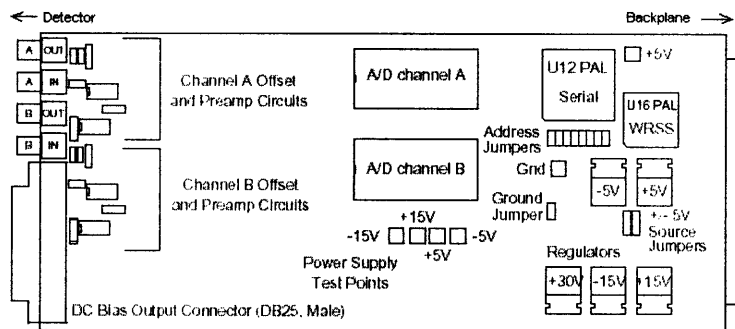 Detector
Backplane
A OUT
A IN
B OUT
B IN
Channel A Offset
and Preamp Circuits
A/D channel A
U12 PAL
Serial
+5V
U16 PAL
WRSS
Address
Jumpers
Channel B Offset
and Preamp Circuits
A/D channel B
Gnd
-5V
+5V
Ground
Jumper
+/- 5V
Source
Jumpers
+15V
-15V
-5V
+5V
Power Supply
Test Points
Regulators
+30V
-15V
+15V
DC Bias Output Connector (DB25, Male)